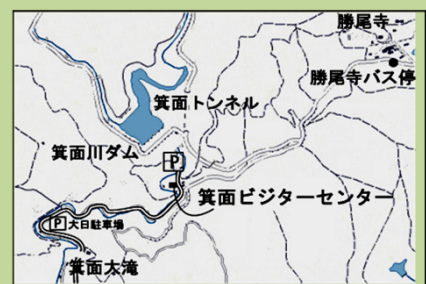 勝尾寺
勝尾寺バス停
箕面トンネル
箕面川ダム
P
箕面ビジターセンター
P 大日駐車場
箕面大滝